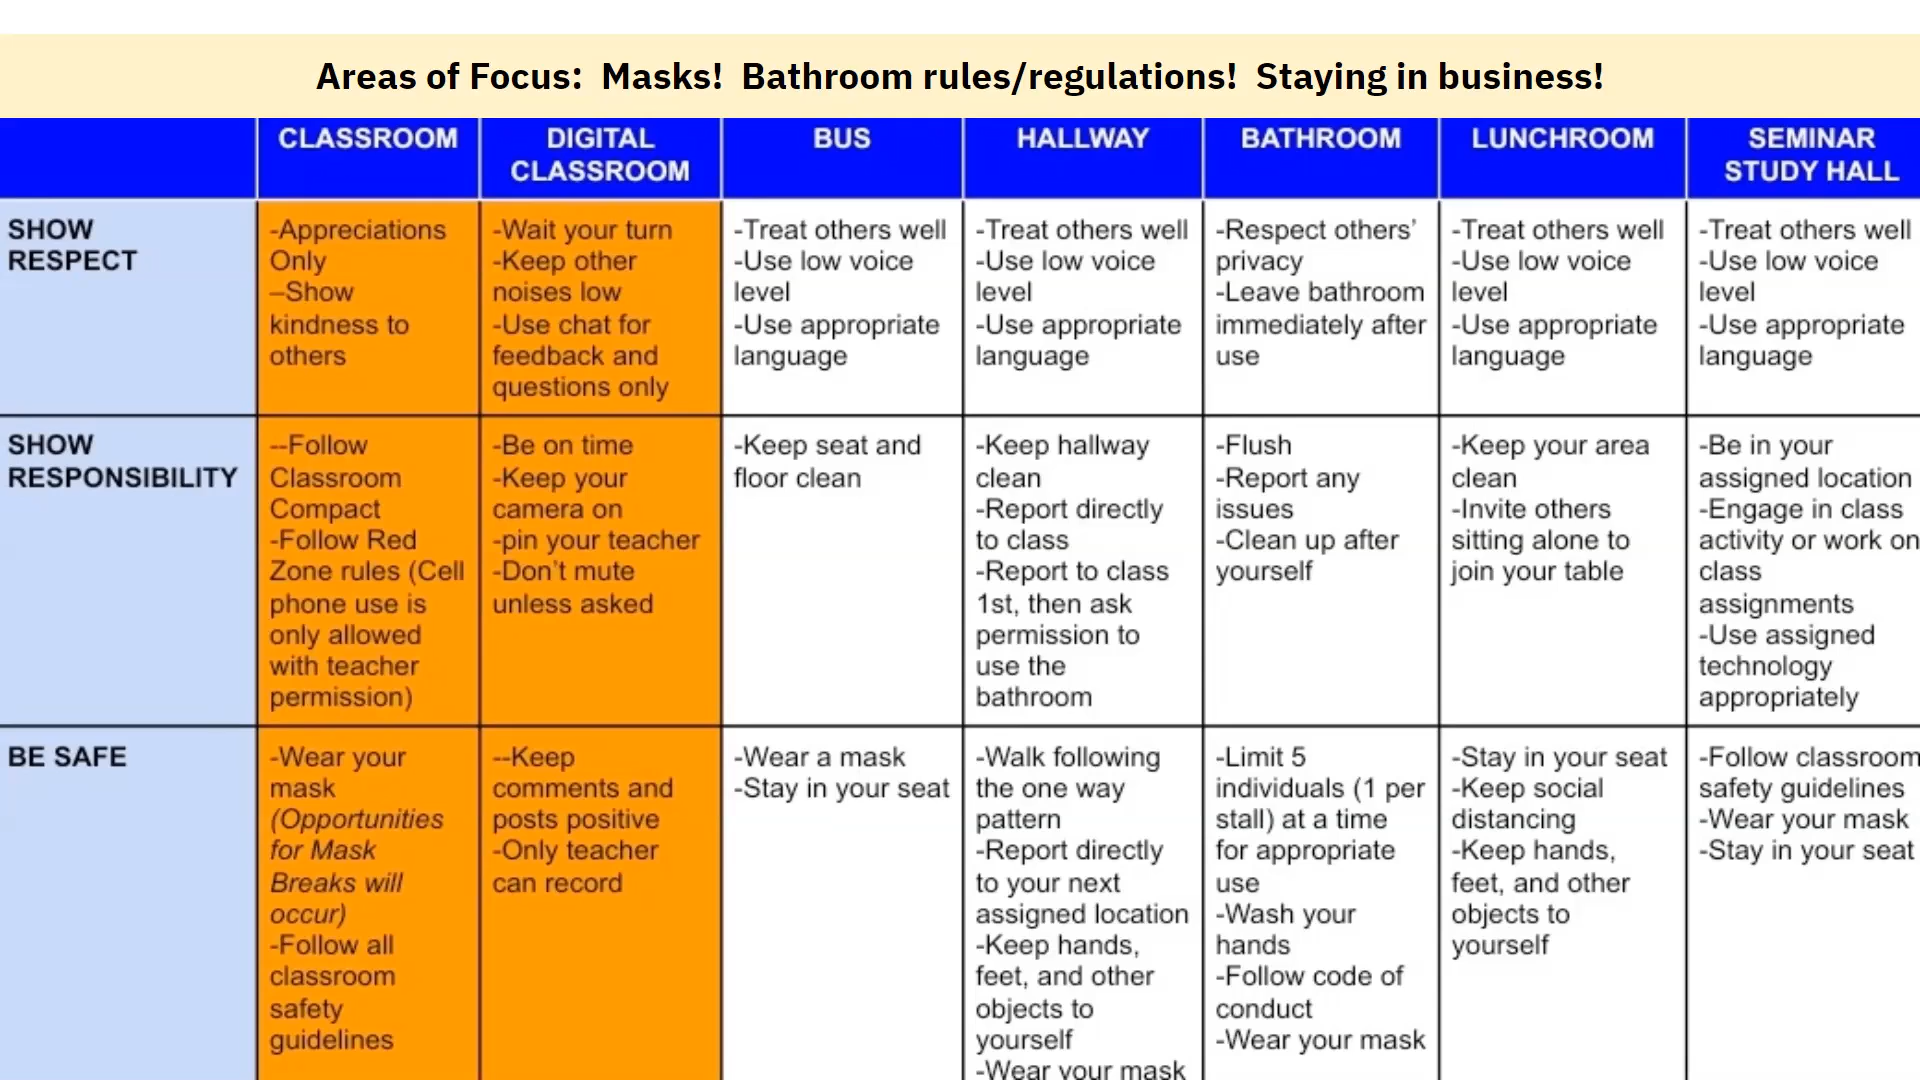 Areas of Focus:  Masks!  Bathroom rules/regulations!  Staying in business!
CLASSROOM
DIGITAL
CLASSROOM
BUS
HALLWAY
BATHROOM
LUNCHROOM
SEMINAR
STUDY HALL
SHOW
RESPECT
-Appreciations
Only
–Show
kindness to
others
-Wait your turn
-Keep other
noises low
-Use chat for
feedback and
questions only
-Treat others well
-Use low voice
level
-Use appropriate
language
-Treat others well
-Use low voice
level
-Use appropriate
language
-Respect others’
privacy
-Leave bathroom
immediately after
use
-Treat others well
-Use low voice
level
-Use appropriate
language
-Treat others well
-Use low voice
level
-Use appropriate
language
SHOW
RESPONSIBILITY
--Follow
Classroom
Compact
-Follow Red
Zone rules (Cell
phone use is
only allowed
with teacher
permission)
-Be on time
-Keep your
camera on
-pin your teacher
-Don’t mute
unless asked
-Keep seat and
floor clean
-Keep hallway
clean
-Report directly
to class
-Report to class
1st, then ask
permission to
use the
bathroom
-Flush
-Report any
issues
-Clean up after
yourself
-Keep your area
clean
-Invite others
sitting alone to
join your table
-Be in your
assigned location
-Engage in class
activity or work on
class
assignments
-Use assigned
technology
appropriately
BE SAFE
-Wear your
mask
(Opportunities
for Mask
Breaks will
occur)
-Follow all
classroom
safety
guidelines
--Keep
comments and
posts positive
-Only teacher
can record
-Wear a mask
-Stay in your seat
-Walk following
the one way
pattern
-Report directly
to your next
assigned location
-Keep hands,
feet, and other
objects to
yourself
-Wear your mask
-Limit 5
individuals (1 per
stall) at a time
for appropriate
use
-Wash your
hands
-Follow code of
conduct
-Wear your mask
-Stay in your seat
-Keep social
distancing
-Keep hands,
feet, and other
objects to
yourself
-Follow classroom
safety guidelines
-Wear your mask
-Stay in your seat